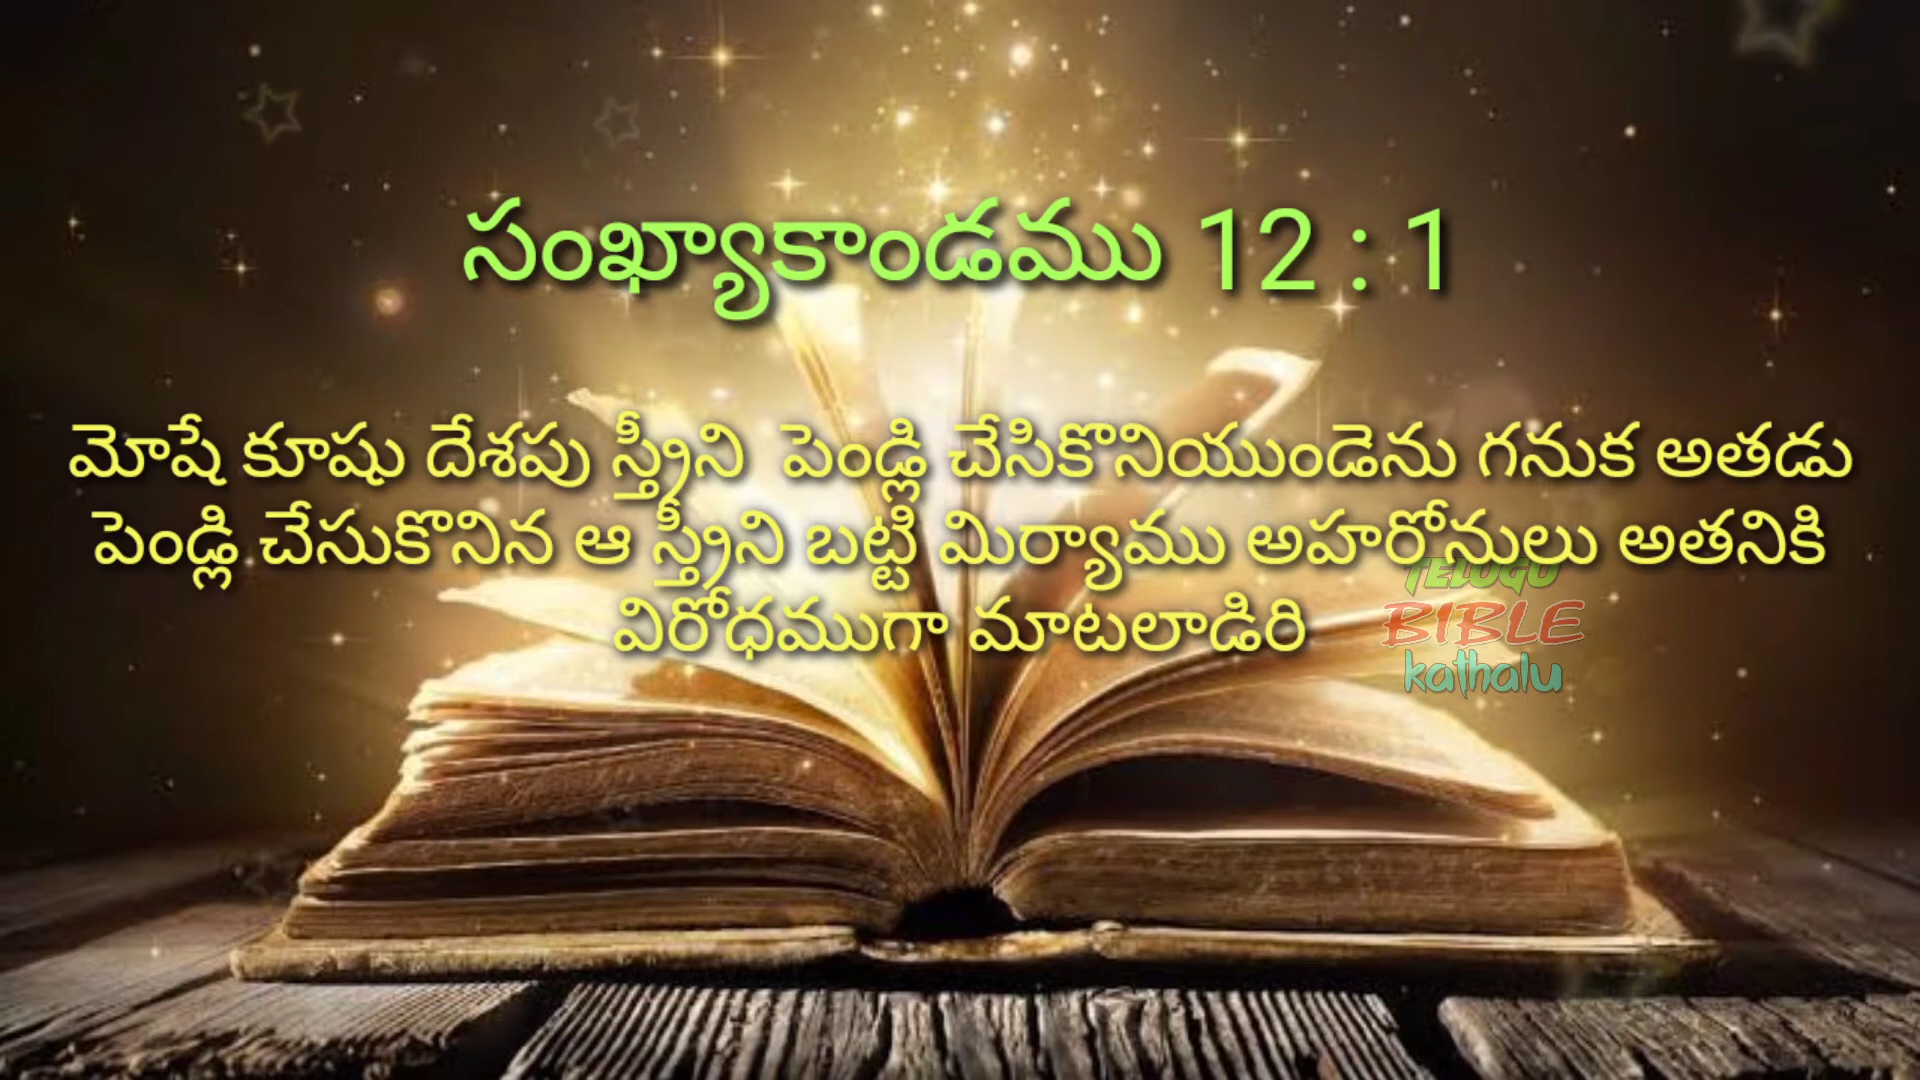 సంఖ్యాకాండము 12 : 1
మోషే కూషు దేశపు స్త్రీని పెండ్లి చేసికొనియుండెను గనుక అతడు
పెండ్లి చేసుకొనిన ఆ స్త్రీని బట్టి మిర్యాము అహరోనులు అతనికి
విరోధముగా మాటలాడిరి
TELUGU
BIBLE
kathalu